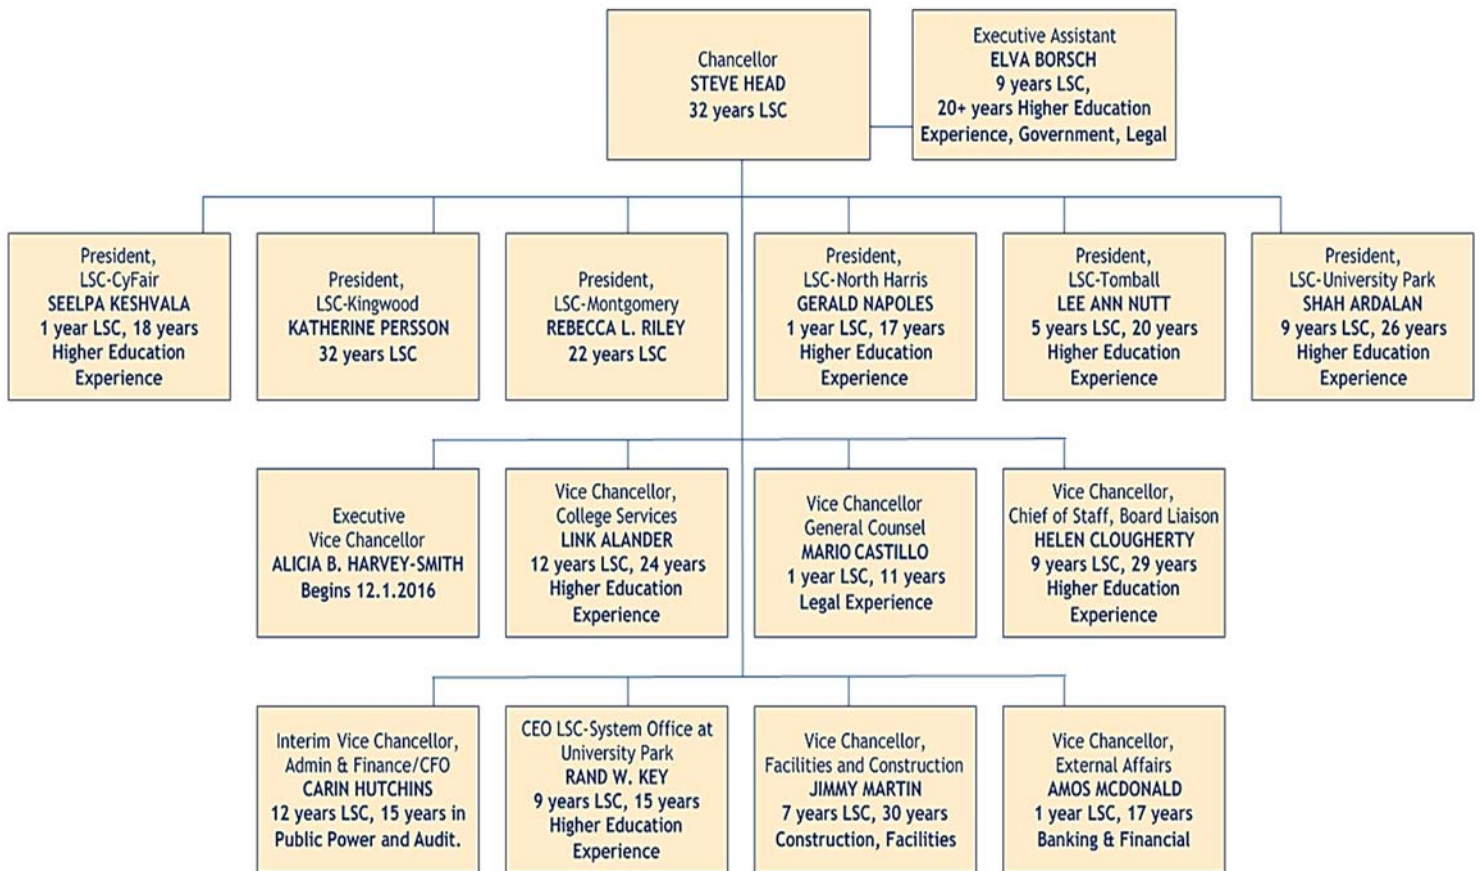 Chancellor
STEVE HEAD
32 years LSC
Executive Assistant
ELVA BORSCH
9 years LSC,
20+ years Higher Education
Experience, Government, Legal
President,
LSC-CyFair
SEELPA KESHVALA
1 year LSC, 18 years
Higher Education
Experience
President,
LSC-Kingwood
KATHERINE PERSSON
32 years LSC
President,
LSC-Montgomery
REBECCA L. RILEY
22 years LSC
President,
LSC-North Harris
GERALD NAPOLES
1 year LSC, 17 years
Higher Education
Experience
President,
LSC-Tomball
LEE ANN NUTT
5 years LSC, 20 years
Higher Education
Experience
President,
LSC-University Park
SHAH ARDALAN
9 years LSC, 26 years
Higher Education
Experience
Executive
Vice Chancellor
ALICIA B. HARVEY-SMITH
Begins 12.1.2016
Vice Chancellor,
College Services
LINK ALANDER
12 years LSC, 24 years
Higher Education
Experience
Vice Chancellor
General Counsel
MARIO CASTILLO
1 year LSC, 11 years
Legal Experience
Vice Chancellor,
Chief of Staff, Board Liaison
HELEN CLOUGHERTY
9 years LSC, 29 years
Higher Education
Experience
Interim Vice Chancellor,
Admin & Finance/CFO
CARIN HUTCHINS
12 years LSC, 15 years in
Public Power and Audit.
CEO LSC-System Office at
University Park
RAND W. KEY
9 years LSC, 15 years
Higher Education
Experience
Vice Chancellor,
Facilities and Construction
JIMMY MARTIN
7 years LSC, 30 years
Construction, Facilities
Vice Chancellor,
External Affairs
AMOS MCDONALD
1 year LSC, 17 years
Banking & Financial